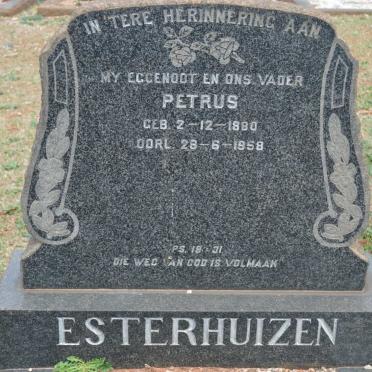 IN TERE HERINNERING AAN
MY EGGENOOT EN ONS VADER
PETRUS
GEB. 2-12-1880
OORL. 28-6-1958
PS. 18-31
DIE WEG VAN GOD IS VOLMAAK
ESTERHUIZEN